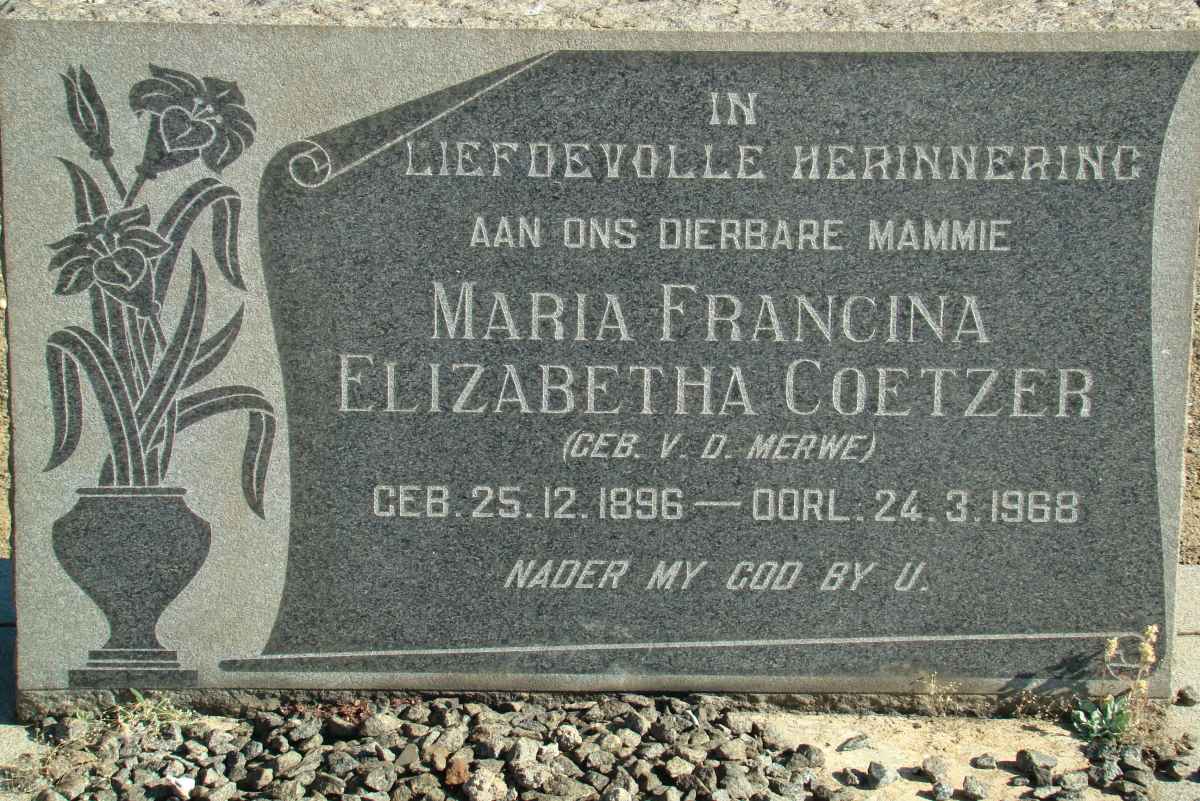 IN
LIEFDEVOLLE HERINNERING
AAN ONS DIERBARE MAMMIE
MARIA FRANCINA
ELIZABETHA COETZER
(GEB. V. D. MERWE)
GEB. 25. 12. 1896 — OORL. 24. 3. 1968
NADER MY GOD BY U.